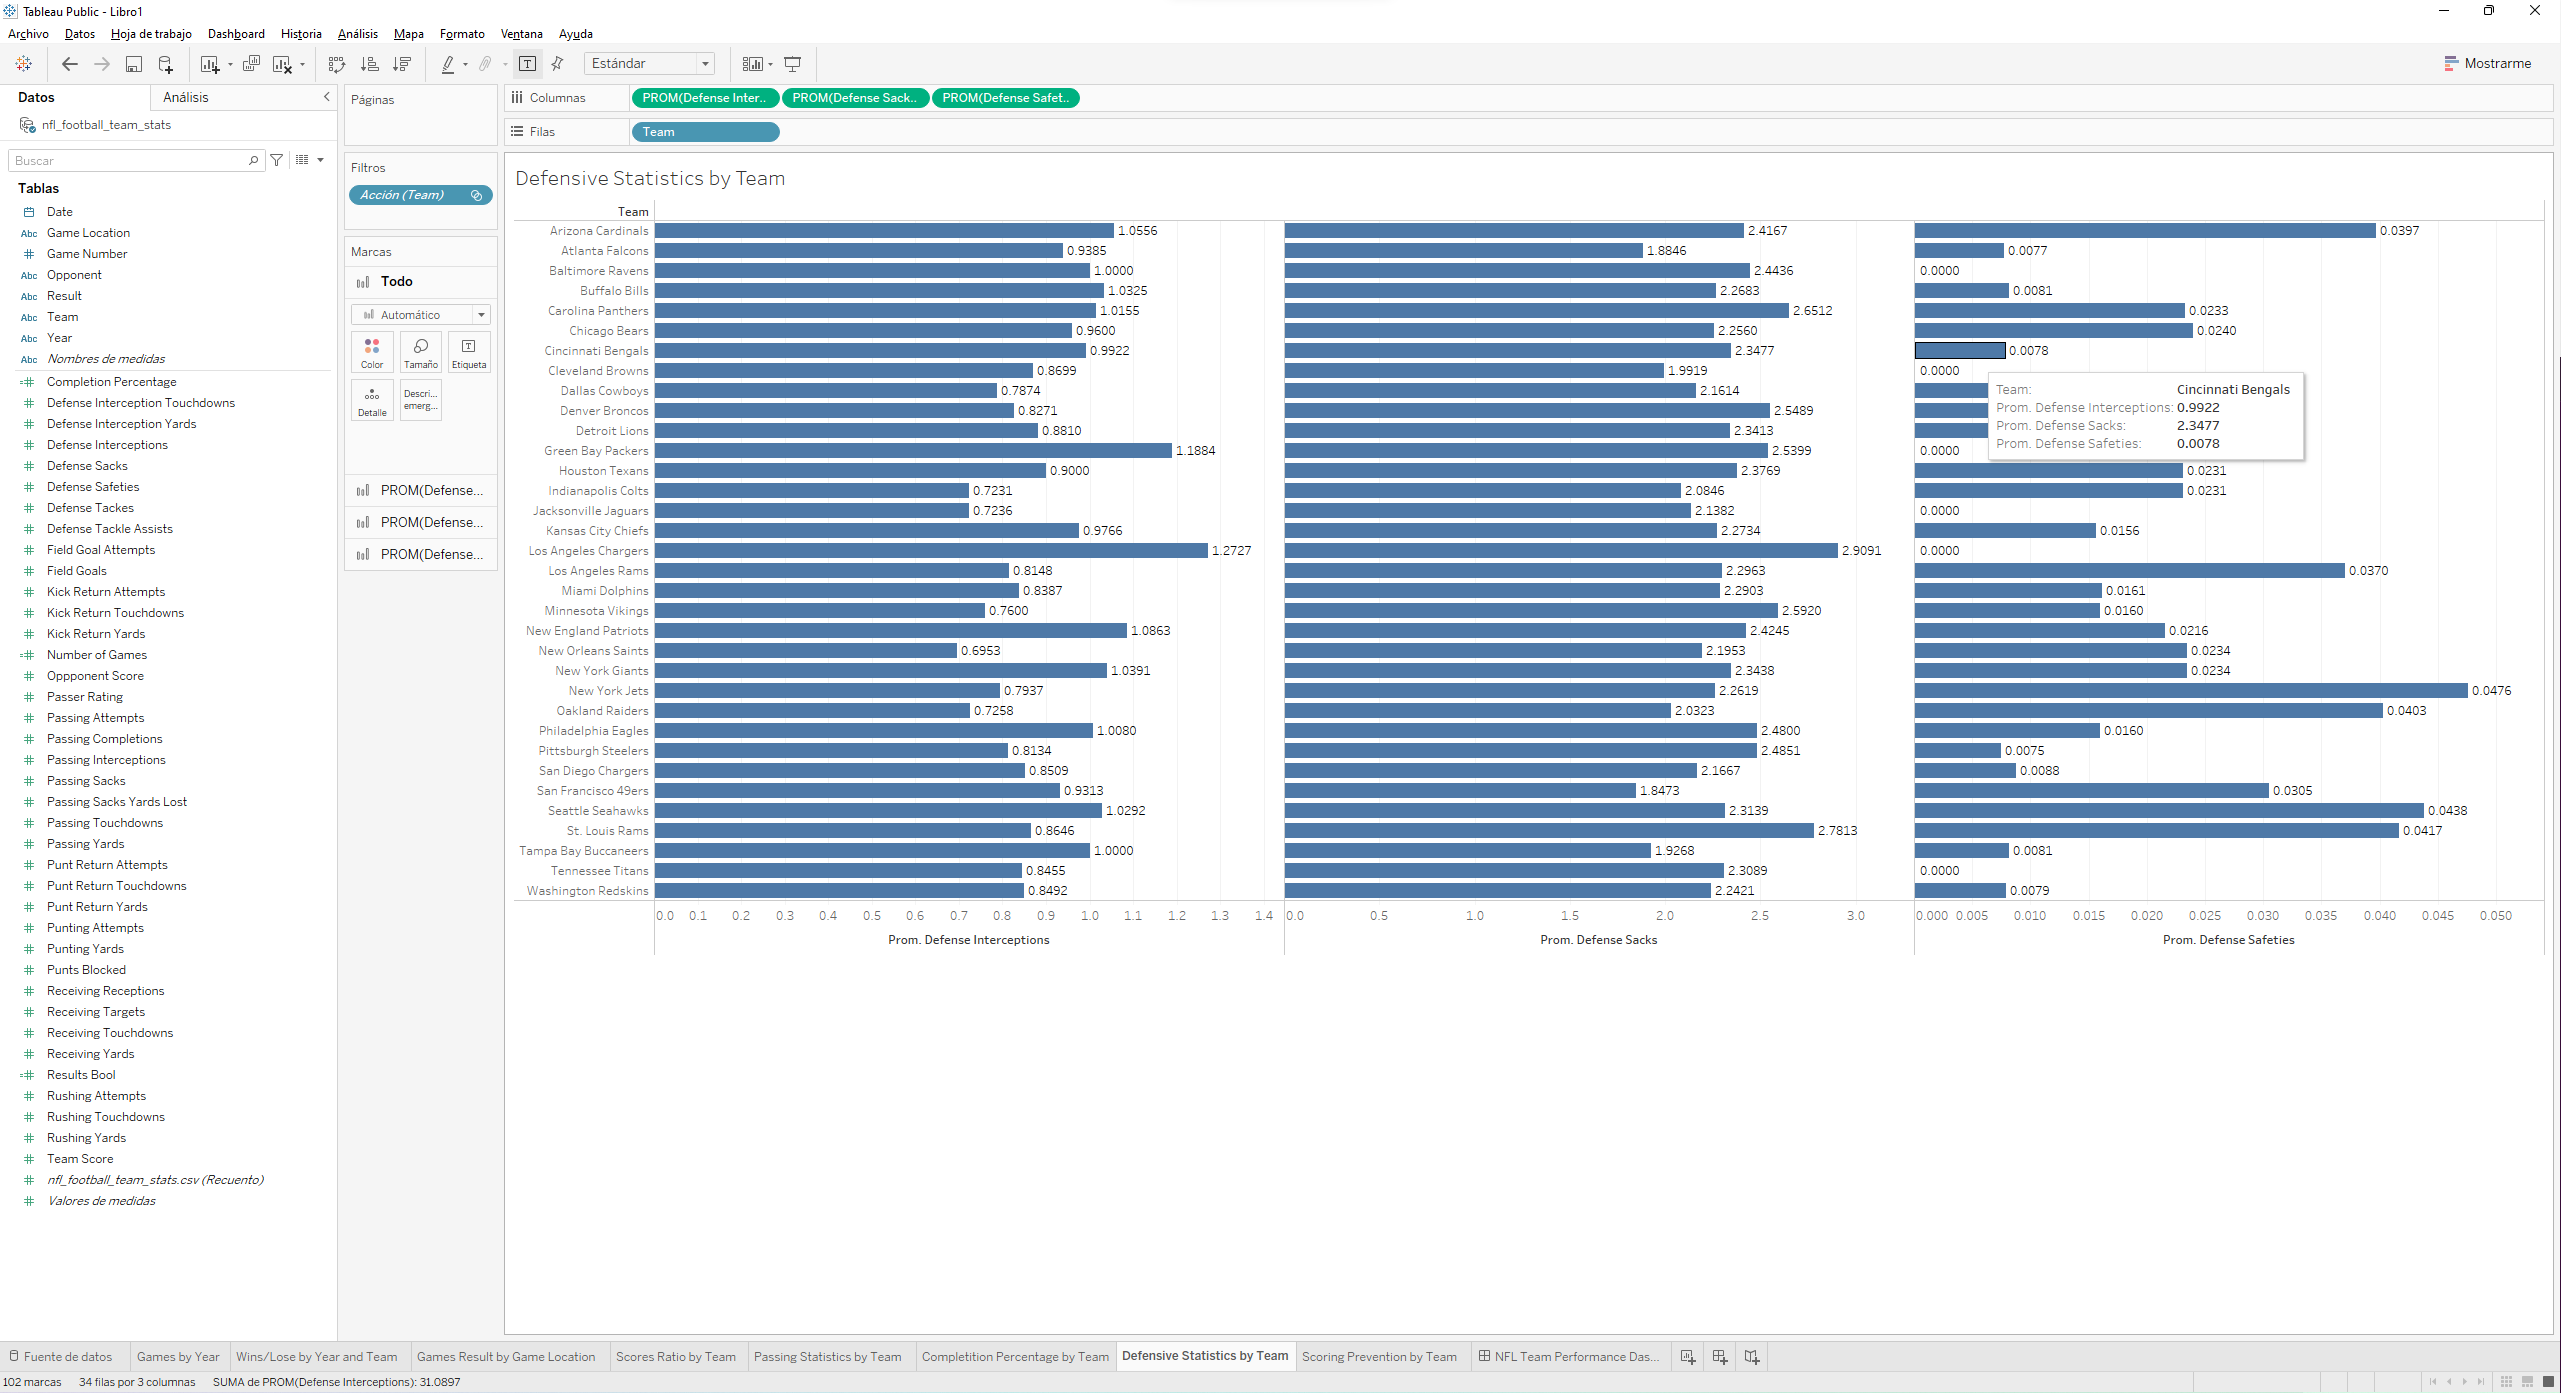 Tableau Public - Libro1
Archivo Datos Hoja de trabajo Dashboard Historia Análisis Mapa Formato Ventana Ayuda
Estándar
Mostrarme
Datos Análisis
nfl_football_team_stats
Buscar
Tablas
Date
Abc Game Location
Game Number
Abc Opponent
Abc Result
Abc Team
Abc Year
Abc Nombres de medidas
Completion Percentage
Defense Interception Touchdowns
Defense Interception Yards
Defense Interceptions
Defense Sacks
Defense Safeties
Defense Tackes
Defense Tackle Assists
Field Goal Attempts
Field Goals
Kick Return Attempts
Kick Return Touchdowns
Kick Return Yards
Number of Games
Oppponent Score
Passer Rating
Passing Attempts
Passing Completions
Passing Interceptions
Passing Sacks
Passing Sacks Yards Lost
Passing Touchdowns
Passing Yards
Punt Return Attempts
Punt Return Touchdowns
Punt Return Yards
Punting Attempts
Punting Yards
Punts Blocked
Receiving Receptions
Receiving Targets
Receiving Touchdowns
Receiving Yards
Results Bool
Rushing Attempts
Rushing Touchdowns
Rushing Yards
Team Score
nfl_football_team_stats.csv (Recuento)
Valores de medidas
Páginas
Filtros
Acción (Team)
Marcas
Todo
Automático
Color Tamaño Etiqueta
Detalle Descri... emerg...
PROM(Defense...
PROM(Defense...
PROM(Defense...
Columnas PROM(Defense Inter.. PROM(Defense Sack.. PROM(Defense Safet..
Filas Team
Defensive Statistics by Team
Team
Arizona Cardinals 1.0556 2.4167 0.0397
Atlanta Falcons 0.9385 1.8846 0.0077
Baltimore Ravens 1.0000 2.4436 0.0000
Buffalo Bills 1.0325 2.2683 0.0081
Carolina Panthers 1.0155 2.6512 0.0233
Chicago Bears 0.9600 2.2560 0.0240
Cincinnati Bengals 0.9922 2.3477 0.0078
Cleveland Browns 0.8699 1.9919 0.0000
Dallas Cowboys 0.7874 2.1614
Denver Broncos 0.8271 2.5489
Detroit Lions 0.8810 2.3413
Green Bay Packers 1.1884 2.5399 0.0000
Houston Texans 0.9000 2.3769 0.0231
Indianapolis Colts 0.7231 2.0846 0.0231
Jacksonville Jaguars 0.7236 2.1382 0.0000
Kansas City Chiefs 0.9766 2.2734 0.0156
Los Angeles Chargers 1.2727 2.9091 0.0000
Los Angeles Rams 0.8148 2.2963 0.0370
Miami Dolphins 0.8387 2.2903 0.0161
Minnesota Vikings 0.7600 2.5920 0.0160
New England Patriots 1.0863 2.4245 0.0216
New Orleans Saints 0.6953 2.1953 0.0234
New York Giants 1.0391 2.3438 0.0234
New York Jets 0.7937 2.2619 0.0476
Oakland Raiders 0.7258 2.0323 0.0403
Philadelphia Eagles 1.0080 2.4800 0.0160
Pittsburgh Steelers 0.8134 2.4851 0.0075
San Diego Chargers 0.8509 2.1667 0.0088
San Francisco 49ers 0.9313 1.8473 0.0305
Seattle Seahawks 1.0292 2.3139 0.0438
St. Louis Rams 0.8646 2.7813 0.0417
Tampa Bay Buccaneers 1.0000 1.9268 0.0081
Tennessee Titans 0.8455 2.3089 0.0000
Washington Redskins 0.8492 2.2421 0.0079
0.0 0.1 0.2 0.3 0.4 0.5 0.6 0.7 0.8 0.9 1.0 1.1 1.2 1.3 1.4 0.0 0.5 1.0 1.5 2.0 2.5 3.0 0.000 0.005 0.010 0.015 0.020 0.025 0.030 0.035 0.040 0.045 0.050
Prom. Defense Interceptions Prom. Defense Sacks Prom. Defense Safeties
Team: Cincinnati Bengals
Prom. Defense Interceptions: 0.9922
Prom. Defense Sacks: 2.3477
Prom. Defense Safeties: 0.0078
Fuente de datos Games by Year Wins/Lose by Year and Team Games Result by Game Location Scores Ratio by Team Passing Statistics by Team Completition Percentage by Team Defensive Statistics by Team Scoring Prevention by Team NFL Team Performance Das...
102 marcas 34 filas por 3 columnas SUMA de PROM(Defense Interceptions): 31.0897